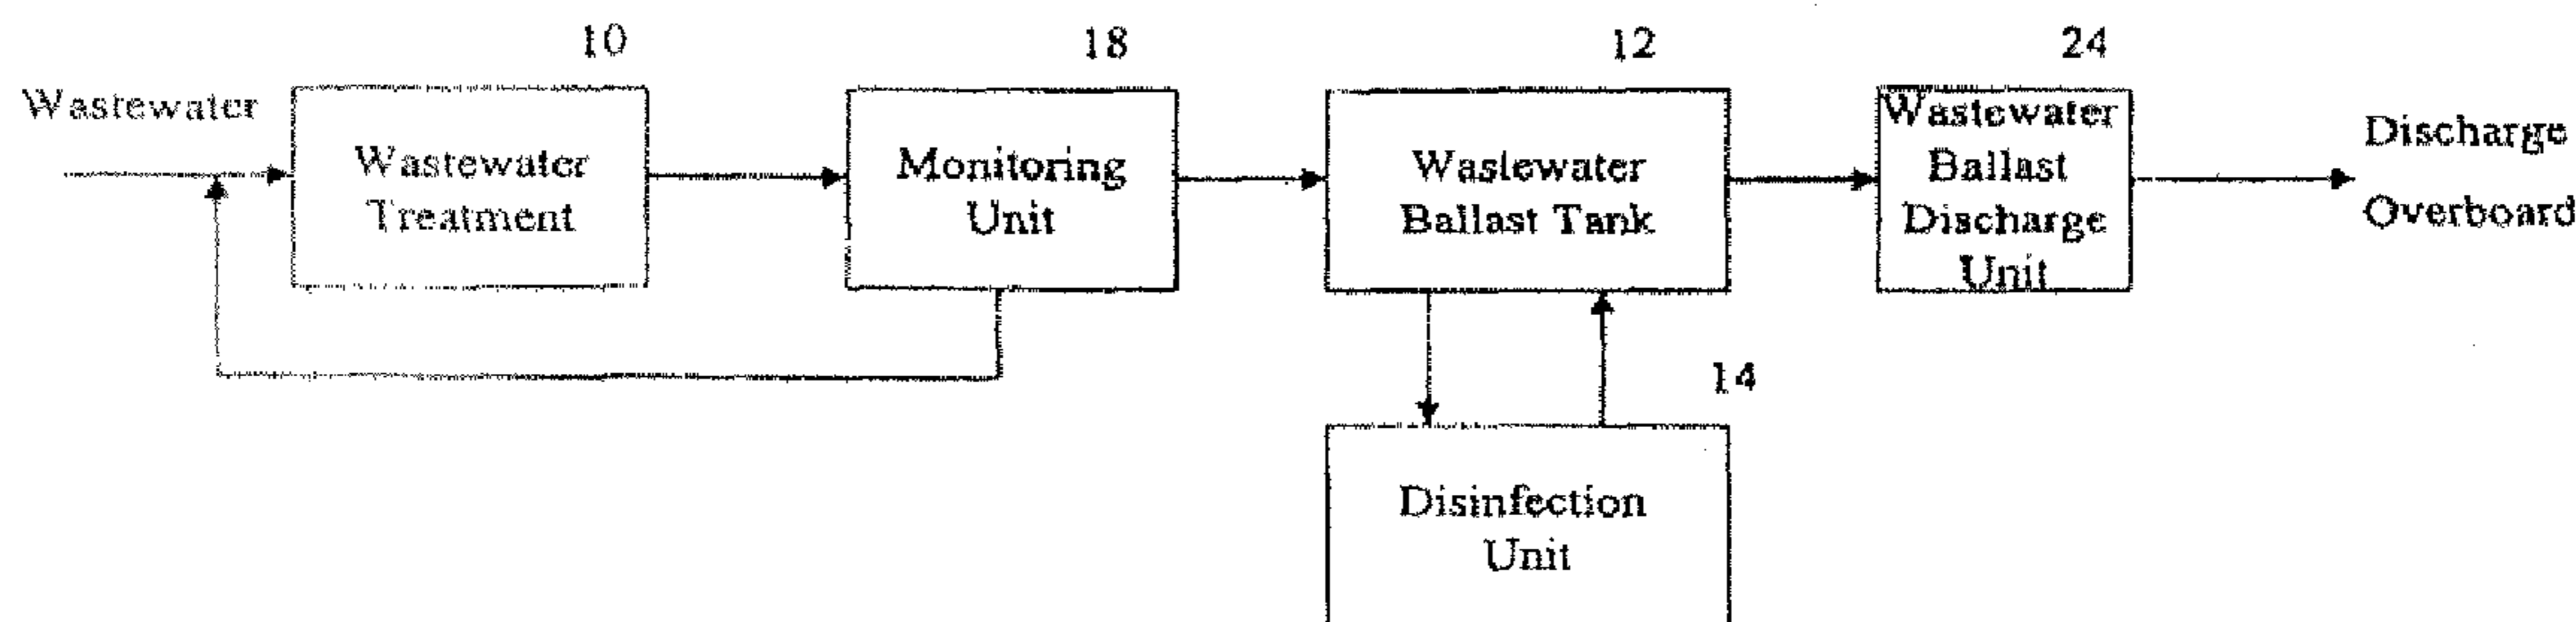 10
18
12
24
Wastewater
Wastewater
Treatment
Monitoring
Unit
Wastewater
Ballast Tank
Wastewater
Ballast
Discharge
Unit
Discharge
Overboard
14
Disinfection
Unit